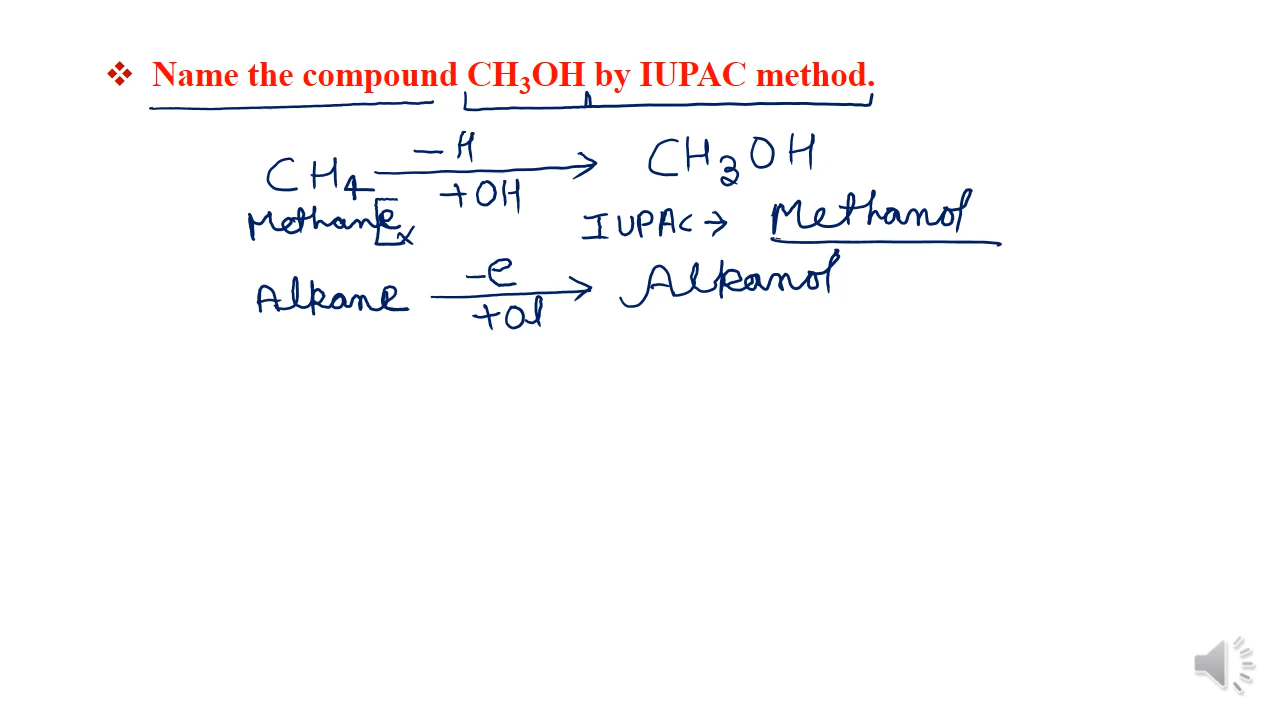 ❖ Name the compound CH₃OH by IUPAC method.
CH₄ —H +OH → CH₃OH
Methane x IUPAC → Methanol
Alkane —e +ol → Alkanol